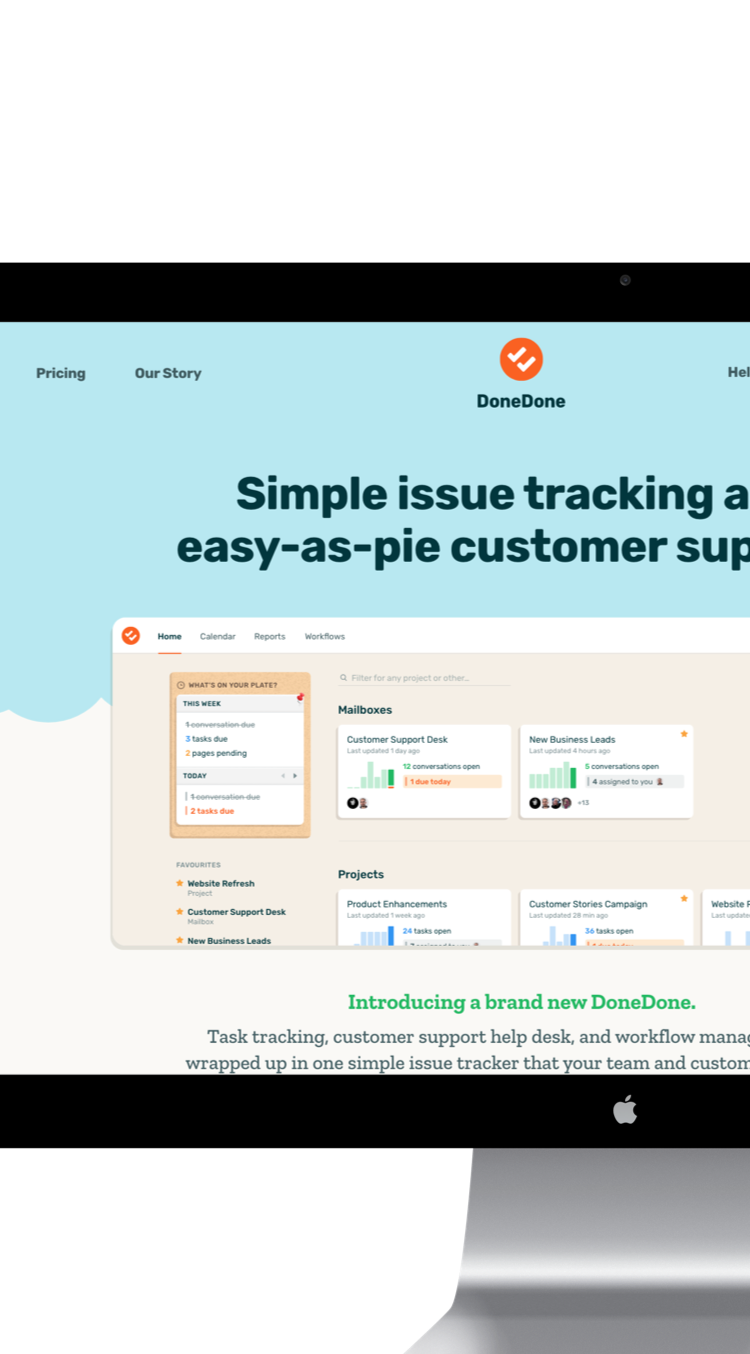 Pricing
Our Story
DoneDone
Hel
Simple issue tracking a
easy-as-pie customer sup
Home
Calendar
Reports
Workflows
WHAT'S ON YOUR PLATE?
THIS WEEK
1 conversation due
3 tasks due
2 pages pending
TODAY
1 conversation due
2 tasks due
FAVOURITES
Website Refresh
Project
Customer Support Desk
Mailbox
New Business Leads
Filter for any project or other...
Mailboxes
Customer Support Desk
Last updated 1 day ago
12 conversations open
1 due today
New Business Leads
Last updated 4 hours ago
5 conversations open
4 assigned to you
+13
Projects
Product Enhancements
Last updated 1 week ago
24 tasks open
Customer Stories Campaign
Last updated 28 min ago
36 tasks open
Website R
Last update
Introducing a brand new DoneDone.
Task tracking, customer support help desk, and workflow manag
wrapped up in one simple issue tracker that your team and custom